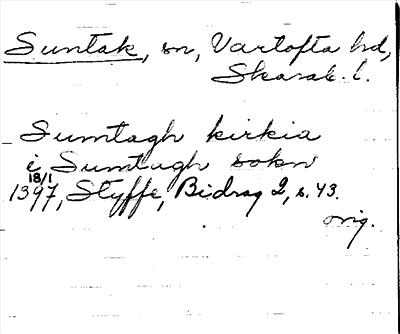 Suntak, sn, Vartofta hd,
Skarab. l.
Sumtagh kirkia
i Sumtagh sokn
18/1
1397, Styffe, Bidrag 2, s. 43.
orig.